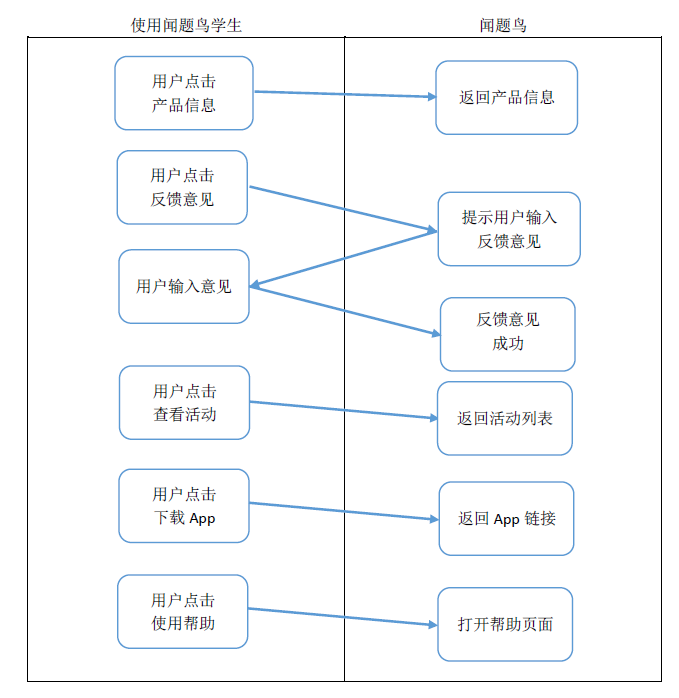 使用闻题鸟学生
闻题鸟
用户点击
产品信息
返回产品信息
用户点击
反馈意见
提示用户输入
反馈意见
用户输入意见
反馈意见
成功
用户点击
查看活动
返回活动列表
用户点击
下载 App
返回 App 链接
用户点击
使用帮助
打开帮助页面